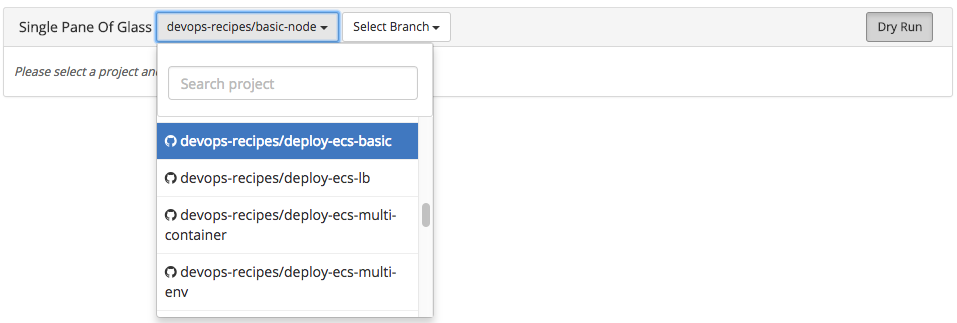 Single Pane Of Glass devops-recipes/basic-node Select Branch Dry Run
Please select a project an
Search project
devops-recipes/deploy-ecs-basic
devops-recipes/deploy-ecs-lb
devops-recipes/deploy-ecs-multi-
container
devops-recipes/deploy-ecs-multi-
env